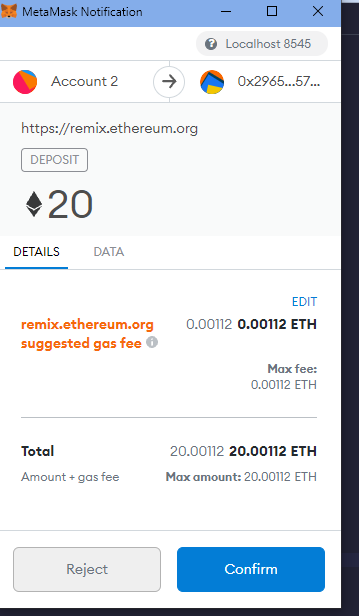 MetaMask Notification
Localhost 8545
Account 2
0x2965...57...
https://remix.ethereum.org
DEPOSIT
20
DETAILS DATA
EDIT
remix.ethereum.org 0.00112 0.00112 ETH
suggested gas fee
Max fee:
0.00112 ETH
Total 20.00112 20.00112 ETH
Amount + gas fee Max amount: 20.00112 ETH
Reject Confirm